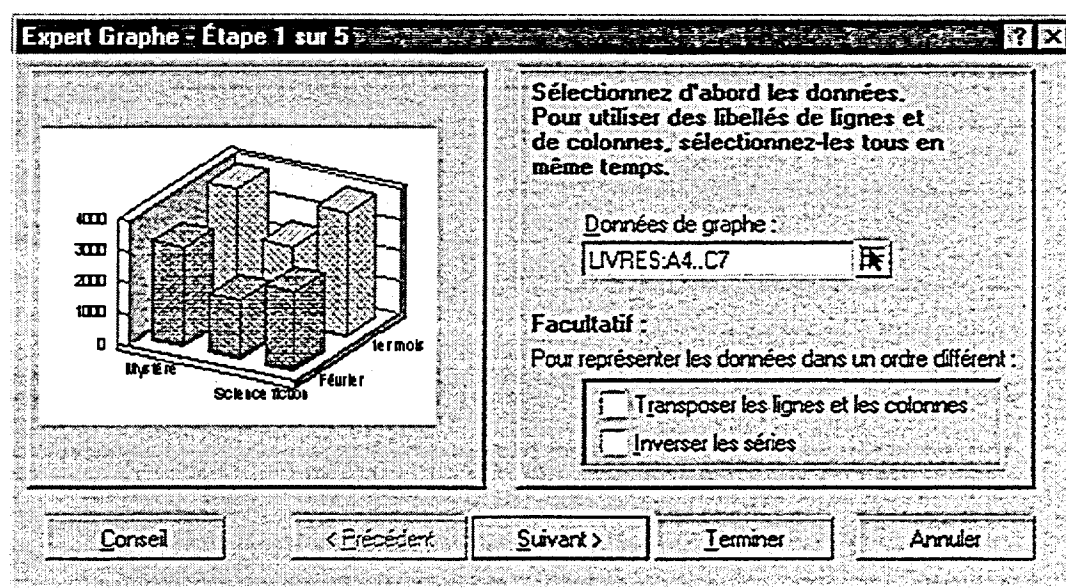 Expert Graphe - Étape 1 sur 5
Sélectionnez d'abord les données.
Pour utiliser des libellés de lignes et
de colonnes, sélectionnez-les tous en
même temps.
Données de graphe :
LIVRES:A4..C7
Facultatif :
Pour représenter les données dans un ordre différent :
Transposer les lignes et les colonnes
Inverser les séries
4000
3000
2000
1000
0
Mystère
Science fiction
Février
1er mois
Conseil
< Précédent
Suivant >
Terminer
Annuler